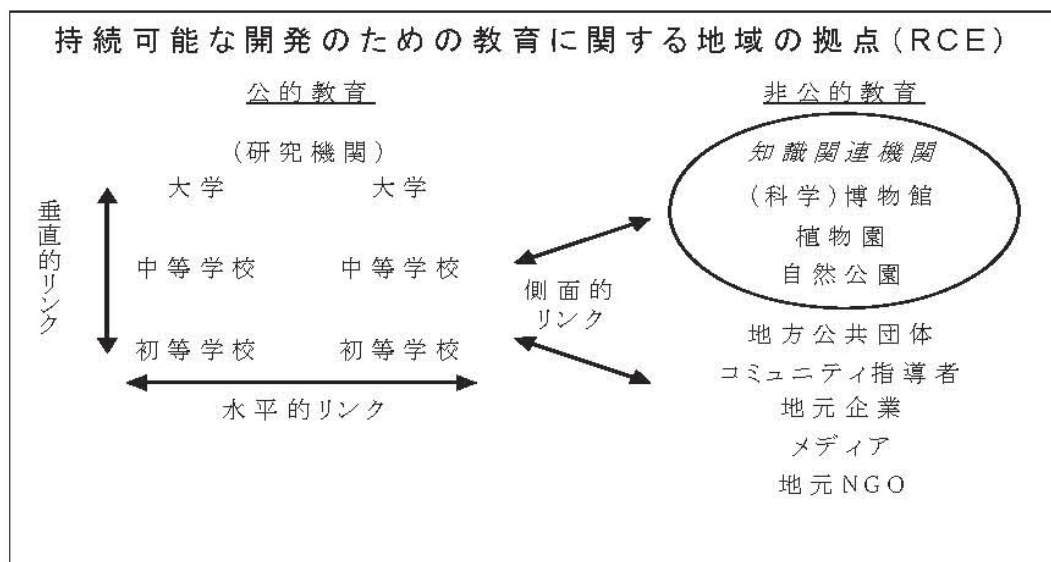 持続可能な開発のための教育に関する地域の拠点(RCE)
公的教育
(研究機関)
大学 大学
中等学校 中等学校
初等学校 初等学校
垂直的リンク
水平的リンク
側面的
リンク
非公的教育
知識関連機関
(科学)博物館
植物園
自然公園
地方公共団体
コミュニティ指導者
地元企業
メディア
地元NGO